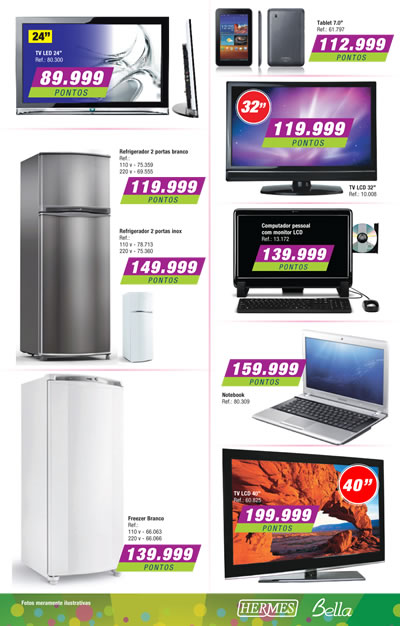 24"
TV LED 24"
Ref.: 80.300
89.999
PONTOS
Tablet 7.0"
Ref.: 61.797
112.999
PONTOS
32"
119.999
PONTOS
TV LCD 32"
Ref.: 10.008
Refrigerador 2 portas branco
Ref.:
110 v - 75.359
220 v - 69.555
119.999
PONTOS
Refrigerador 2 portas inox
Ref.:
110 v - 78.713
220 v - 75.360
149.999
PONTOS
Computador pessoal
com monitor LCD
Ref.: 13.172
139.999
PONTOS
159.999
PONTOS
Notebook
Ref.: 80.309
Freezer Branco
Ref.:
110 v - 66.063
220 v - 66.066
139.999
PONTOS
40"
TV LCD 40"
Ref.: 60.825
199.999
PONTOS
Fotos meramente ilustrativas
HERMES
Bella